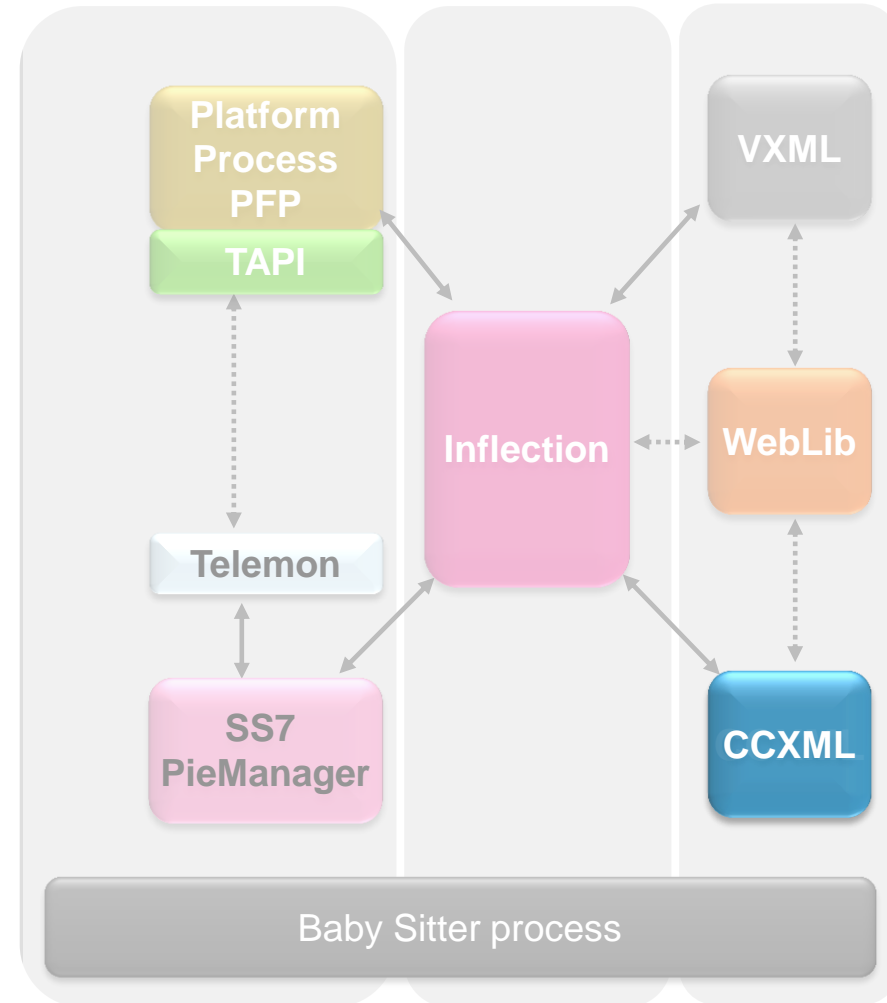 Platform
Process
PFP
TAPI
VXML
Inflection
WebLib
Telemon
SS7
PieManager
CCXML
Baby Sitter process